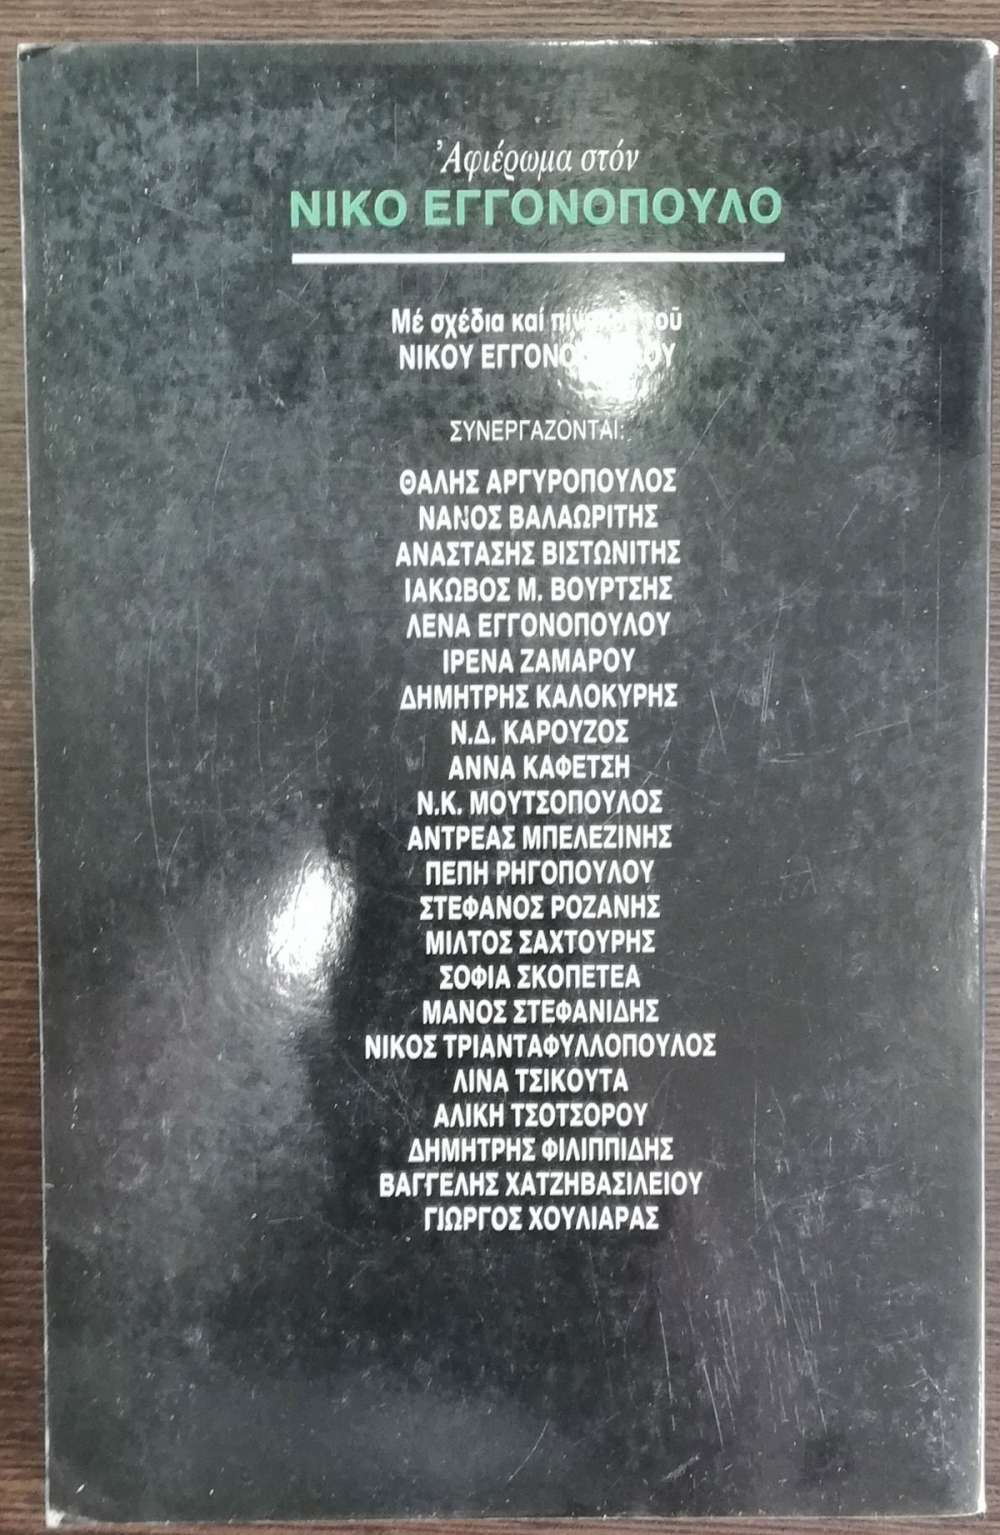 Ἀφιέρωμα στόν
ΝΙΚΟ ΕΓΓΟΝΟΠΟΥΛΟ
Μέ σχέδια καί τοῦ
ΝΙΚΟΥ
ΣΥΝΕΡΓΑΖΟΝΤΑΙ:
ΘΑΛΗΣ ΑΡΓΥΡΟΠΟΥΛΟΣ
ΝΑΝΟΣ ΒΑΛΑΩΡΙΤΗΣ
ΑΝΑΣΤΑΣΗΣ ΒΙΣΤΩΝΙΤΗΣ
ΙΑΚΩΒΟΣ Μ. ΒΟΥΡΤΣΗΣ
ΛΕΝΑ ΕΓΓΟΝΟΠΟΥΛΟΥ
ΙΡΕΝΑ ΖΑΜΑΡΟΥ
ΔΗΜΗΤΡΗΣ ΚΑΛΟΚΥΡΗΣ
Ν.Δ. ΚΑΡΟΥΖΟΣ
ΑΝΝΑ ΚΑΦΕΤΣΗ
Ν.Κ. ΜΟΥΤΣΟΠΟΥΛΟΣ
ΑΝΤΡΕΑΣ ΜΠΕΛΕΖΙΝΗΣ
ΠΕΠΗ ΡΗΓΟΠΟΥΛΟΥ
ΣΤΕΦΑΝΟΣ ΡΟΖΑΝΗΣ
ΜΙΛΤΟΣ ΣΑΧΤΟΥΡΗΣ
ΣΟΦΙΑ ΣΚΟΠΕΤΕΑ
ΜΑΝΟΣ ΣΤΕΦΑΝΙΔΗΣ
ΝΙΚΟΣ ΤΡΙΑΝΤΑΦΥΛΛΟΠΟΥΛΟΣ
ΛΙΝΑ ΤΣΙΚΟΥΤΑ
ΑΛΙΚΗ ΤΣΟΤΣΟΡΟΥ
ΔΗΜΗΤΡΗΣ ΦΙΛΙΠΠΙΔΗΣ
ΒΑΓΓΕΛΗΣ ΧΑΤΖΗΒΑΣΙΛΕΙΟΥ
ΓΙΩΡΓΟΣ ΧΟΥΛΙΑΡΑΣ